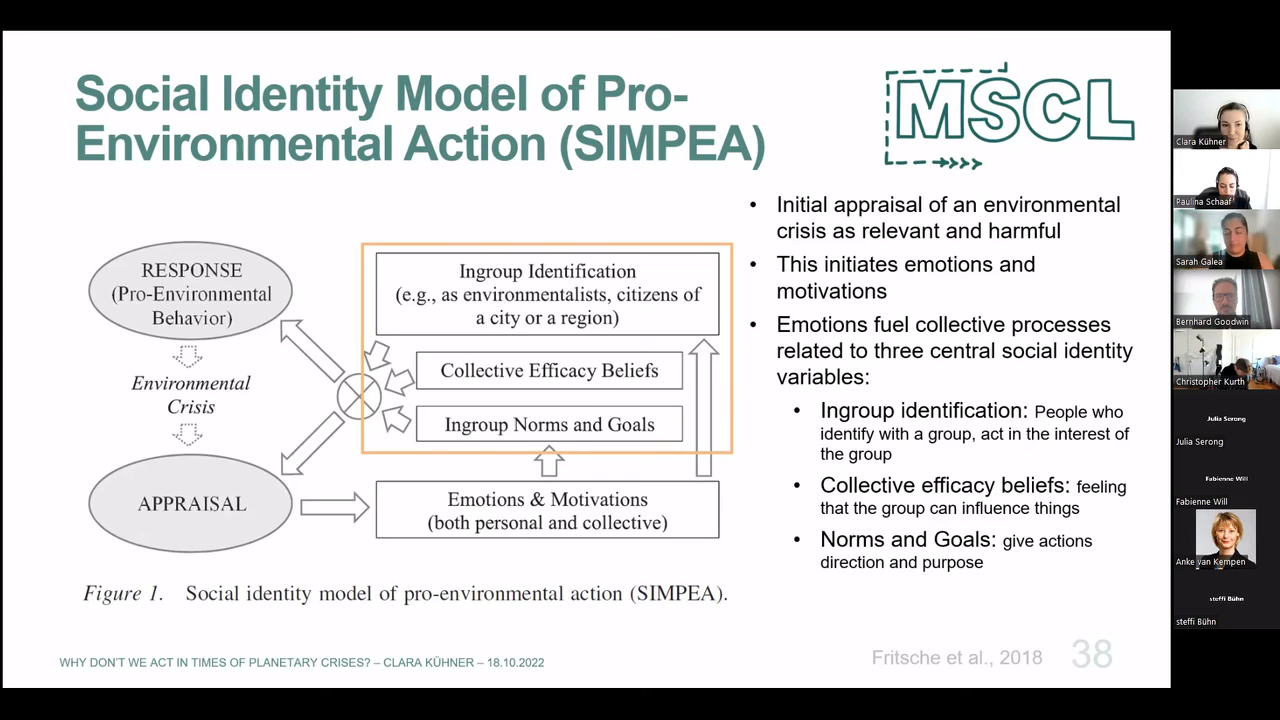 Social Identity Model of Pro-
Environmental Action (SIMPEA)
MSCL
RESPONSE
(Pro-Environmental
Behavior)
Environmental
Crisis
APPRAISAL
Ingroup Identification
(e.g., as environmentalists, citizens of
a city or a region)
Collective Efficacy Beliefs
Ingroup Norms and Goals
Emotions & Motivations
(both personal and collective)
Figure 1. Social identity model of pro-environmental action (SIMPEA).
• Initial appraisal of an environmental
crisis as relevant and harmful
• This initiates emotions and
motivations
• Emotions fuel collective processes
related to three central social identity
variables:
• Ingroup identification: People who
identify with a group, act in the interest of
the group
• Collective efficacy beliefs: feeling
that the group can influence things
• Norms and Goals: give actions
direction and purpose
WHY DON'T WE ACT IN TIMES OF PLANETARY CRISES? – CLARA KÜHNER – 18.10.2022
Fritsche et al., 2018
38
Clara Kühner
Paulina Schaaf
Sarah Galea
Bernhard Goodwin
Christopher Kurth
Julia Serong
Julia Serong
Fabienne Will
Fabienne Will
Anke van Kempen
steffi Bühn
steffi Bühn